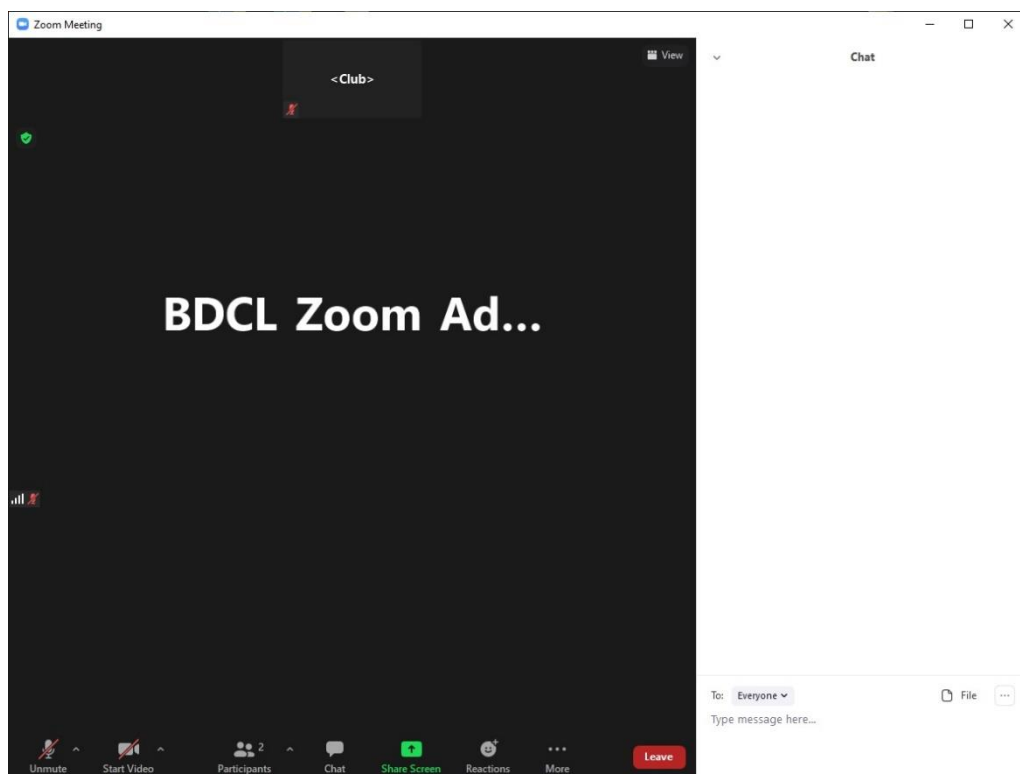 Zoom Meeting
<Club>
View
Chat
BDCL Zoom Ad...
To: Everyone
File
Type message here...
2
Unmute
Start Video
Participants
Chat
Share Screen
Reactions
More
Leave